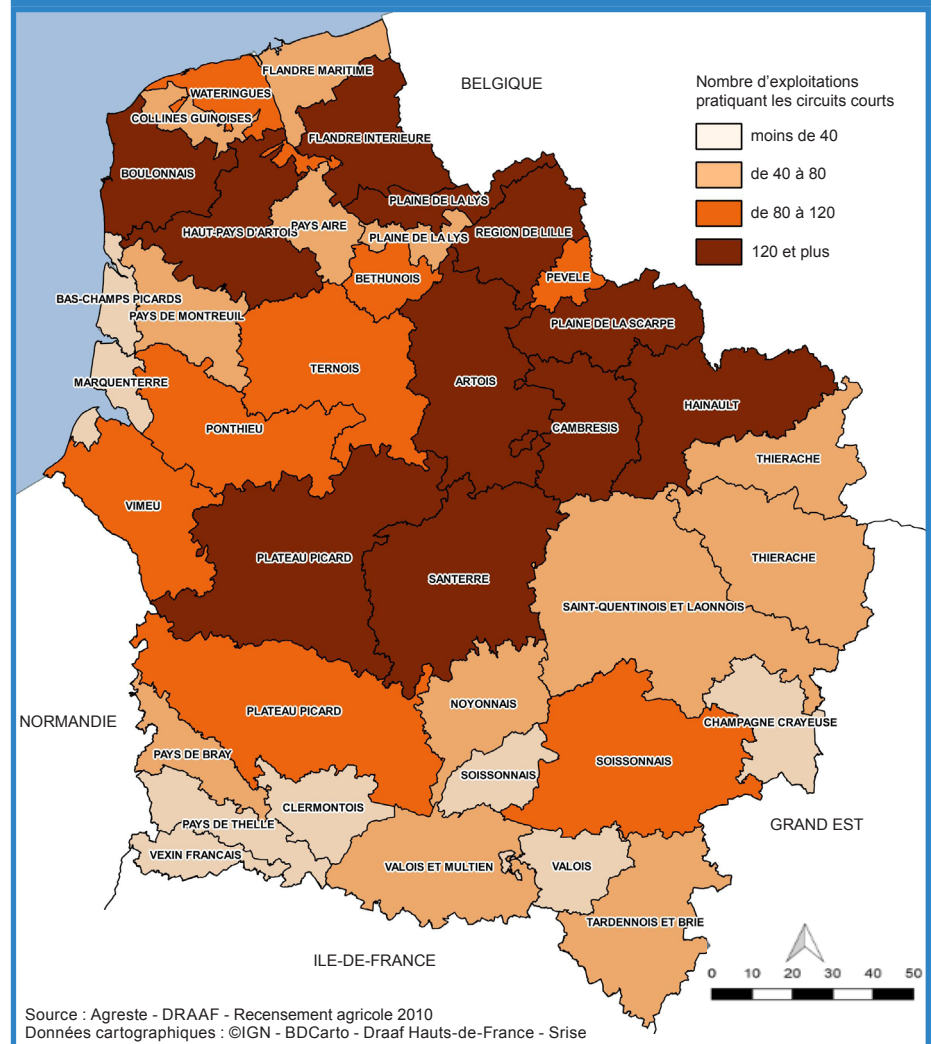 FLANDRE MARITIME
BELGIQUE
WATERINGUES
COLLINES GUINOISES
FLANDRE INTERIEURE
BOULONNAIS
PLAINE DE LA LYS
HAUT-PAYS D'ARTOIS
PAYS AIRE
PLAINE DE LA LYS
REGION DE LILLE
BETHUNOIS
PEVELE
BAS-CHAMPS PICARDS
PAYS DE MONTREUIL
PLAINE DE LA SCARPE
TERNOIS
MARQUENTERRE
ARTOIS
HAINAULT
PONTHIEU
CAMBRESIS
THIERACHE
VIMEU
PLATEAU PICARD
SANTERRE
THIERACHE
SAINT-QUENTINOIS ET LAONNOIS
NORMANDIE
PLATEAU PICARD
NOYONNAIS
CHAMPAGNE CRAYEUSE
PAYS DE BRAY
SOISSONNAIS
SOISSONNAIS
CLERMONTOIS
PAYS DE THELLE
GRAND EST
VEXIN FRANCAIS
VALOIS ET MULTIEN
VALOIS
TARDENNOIS ET BRIE
ILE-DE-FRANCE
Nombre d'exploitations
pratiquant les circuits courts
moins de 40
de 40 à 80
de 80 à 120
120 et plus
0 10 20 30 40 50
Source : Agreste - DRAAF - Recensement agricole 2010
Données cartographiques : ©IGN - BDCarto - Draaf Hauts-de-France - Srise